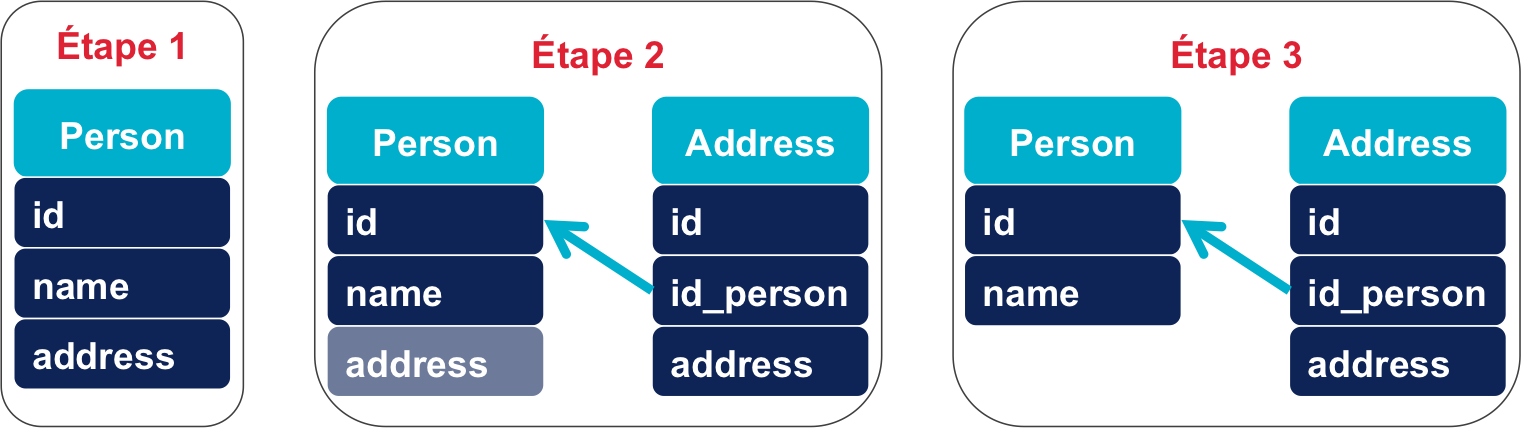 Étape 1
Person
id
name
address
Étape 2
Person
id
name
address
Address
id
id_person
address
Étape 3
Person
id
name
Address
id
id_person
address